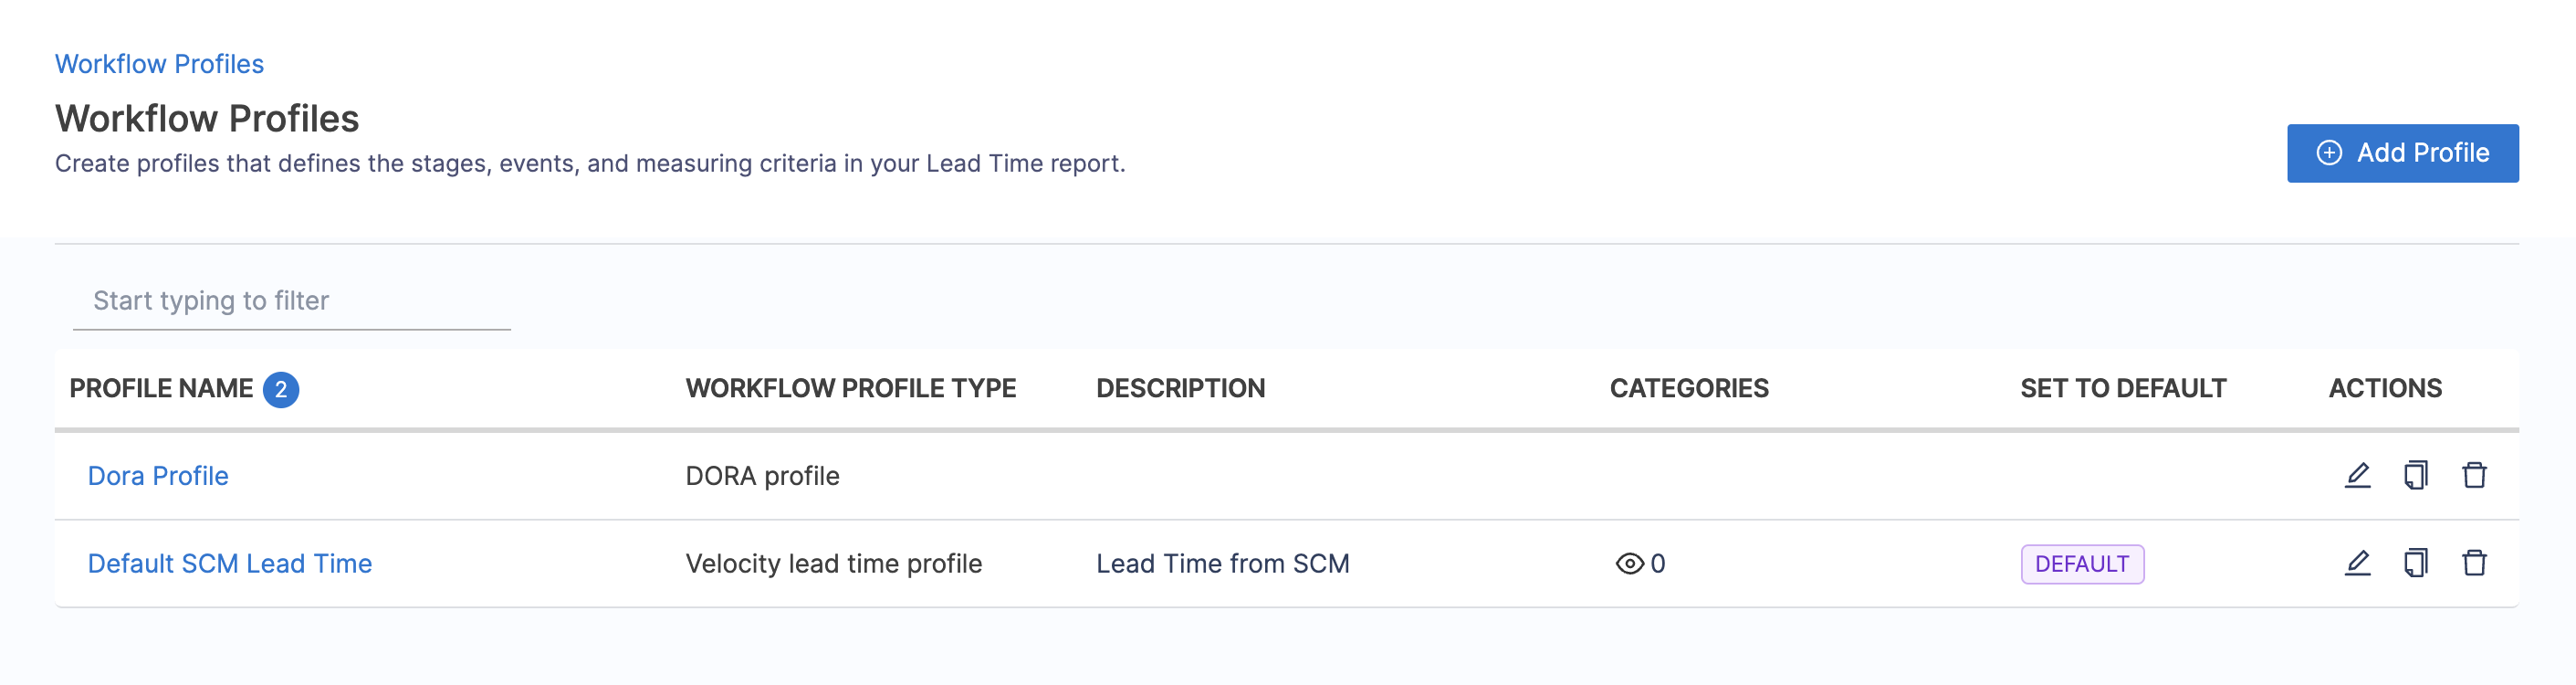 Workflow Profiles
Workflow Profiles
Create profiles that defines the stages, events, and measuring criteria in your Lead Time report.
Add Profile
Start typing to filter
PROFILE NAME 2 WORKFLOW PROFILE TYPE DESCRIPTION CATEGORIES SET TO DEFAULT ACTIONS
Dora Profile DORA profile
Default SCM Lead Time Velocity lead time profile Lead Time from SCM 0 DEFAULT